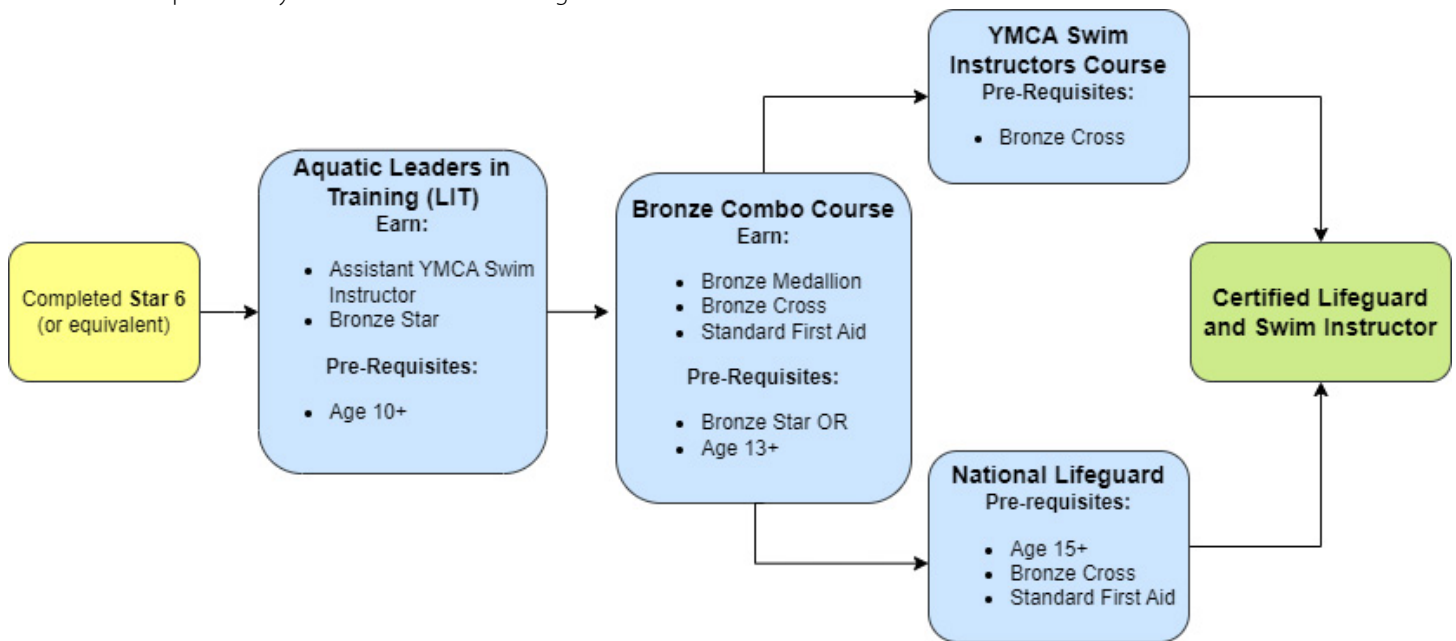 Completed Star 6
(or equivalent)
Aquatic Leaders in
Training (LIT)
Earn:
• Assistant YMCA Swim
Instructor
• Bronze Star
Pre-Requisites:
• Age 10+
Bronze Combo Course
Earn:
• Bronze Medallion
• Bronze Cross
• Standard First Aid
Pre-Requisites:
• Bronze Star OR
• Age 13+
YMCA Swim
Instructors Course
Pre-Requisites:
• Bronze Cross
National Lifeguard
Pre-requisites:
• Age 15+
• Bronze Cross
• Standard First Aid
Certified Lifeguard
and Swim Instructor